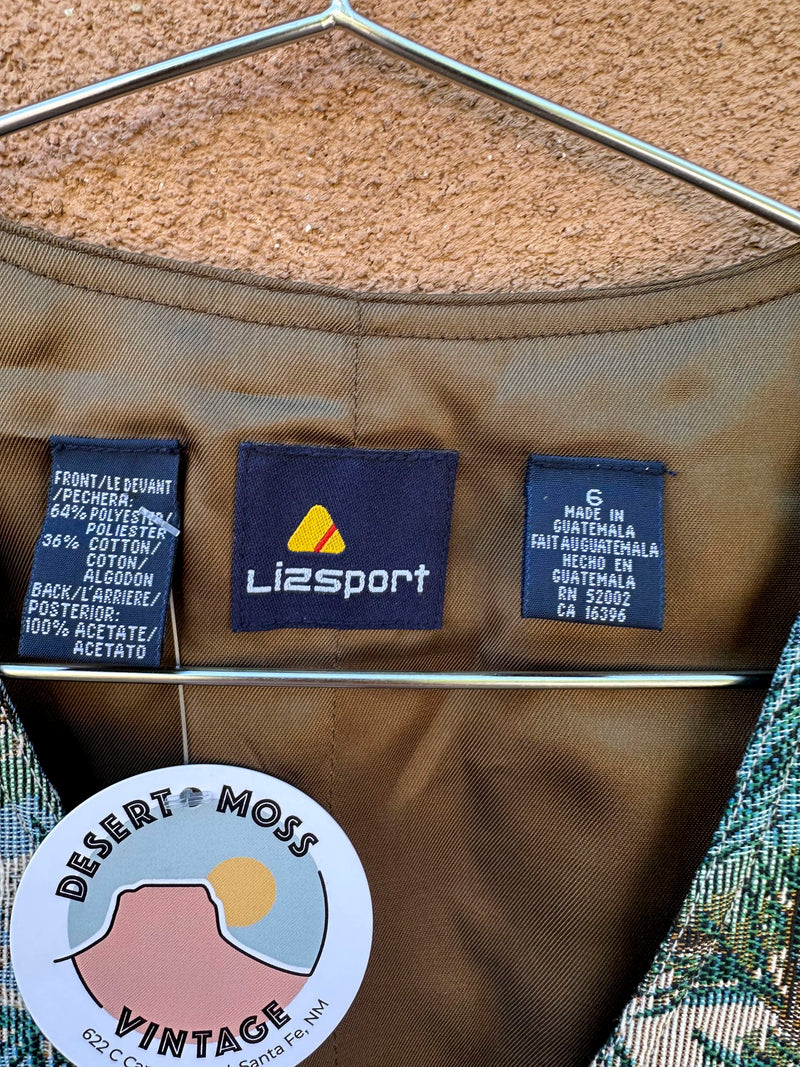 FRONT/LE DEVANT
/PECHERA:
64% POLYESTER/
POLIESTER
36% COTTON/
COTON/
ALGODON
BACK/L'ARRIERE/
POSTERIOR:
100% ACETATE/
ACETATO
Lizsport
6
MADE IN
GUATEMALA
FAIT AU GUATEMALA
HECHO EN
GUATEMALA
RN 52002
CA 16396
DESERT MOSS
VINTAGE
622 C Santa Fe, NM